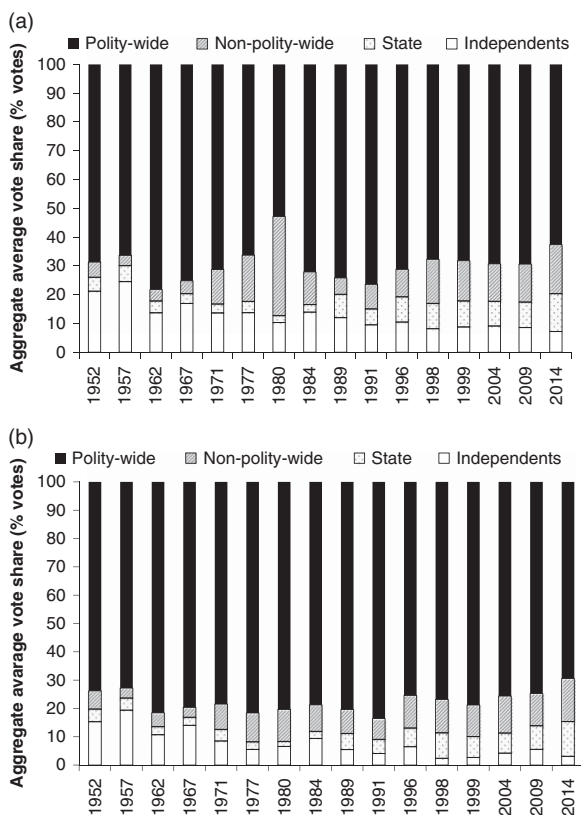 (a)
Polity-wide Non-polity-wide State Independents
Aggregate average vote share (% votes)
100
90
80
70
60
50
40
30
20
10
0
1952 1957 1962 1967 1971 1977 1980 1984 1989 1991 1996 1998 1999 2004 2009 2014
(b)
Polity-wide Non-polity-wide State Independents
Aggregate avarage vote share (% votes)
100
90
80
70
60
50
40
30
20
10
0
1952 1957 1962 1967 1971 1977 1980 1984 1989 1991 1996 1998 1999 2004 2009 2014